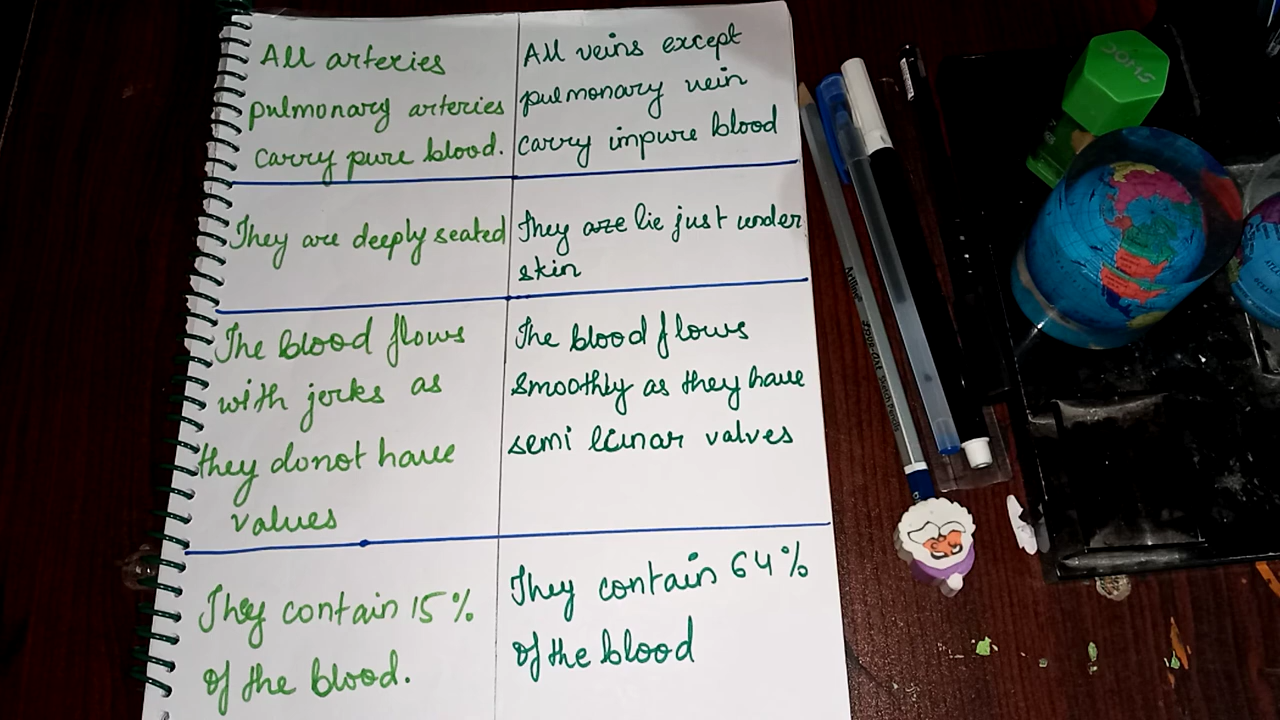 All arteries
pulmonary arteries
carry pure blood.
All veins except
pulmonary vein
carry impure blood
They are deeply seated
They are lie just under
skin
The blood flows
with jerks as
they donot have
values
The blood flows
smoothly as they have
semi lunar valves
They contain 15%
of the blood.
They contain 64%
of the blood
Artline